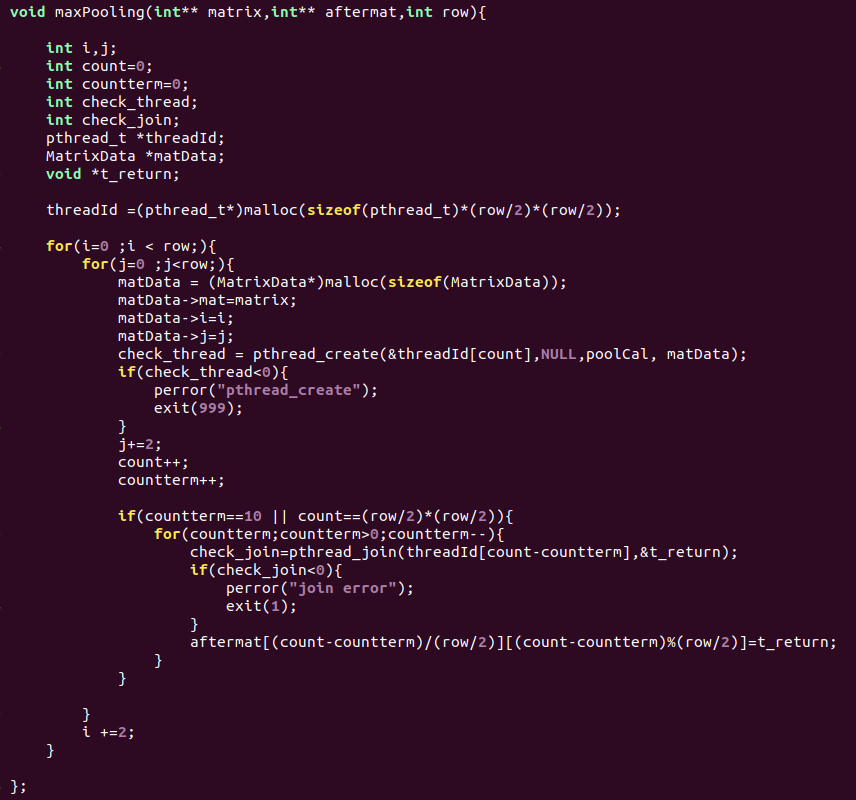 void maxPooling(int** matrix,int** aftermat,int row){
    int i,j;
    int count=0;
    int countterm=0;
    int check_thread;
    int check_join;
    pthread_t *threadId;
    MatrixData *matData;
    void *t_return;
    threadId =(pthread_t*)malloc(sizeof(pthread_t)*(row/2)*(row/2));
    for(i=0 ;i < row;){
        for(j=0 ;j<row;){
            matData = (MatrixData*)malloc(sizeof(MatrixData));
            matData->mat=matrix;
            matData->i=i;
            matData->j=j;
            check_thread = pthread_create(&threadId[count],NULL,poolCal, matData);
            if(check_thread<0){
                perror("pthread_create");
                exit(999);
            }
            j+=2;
            count++;
            countterm++;
            if(countterm==10 || count==(row/2)*(row/2)){
                for(countterm;countterm>0;countterm--){
                    check_join=pthread_join(threadId[count-countterm],&t_return);
                    if(check_join<0){
                        perror("join error");
                        exit(1);
                    }
                    aftermat[(count-countterm)/(row/2)][(count-countterm)%(row/2)]=t_return;
                }
            }
        }
        i +=2;
    }
};